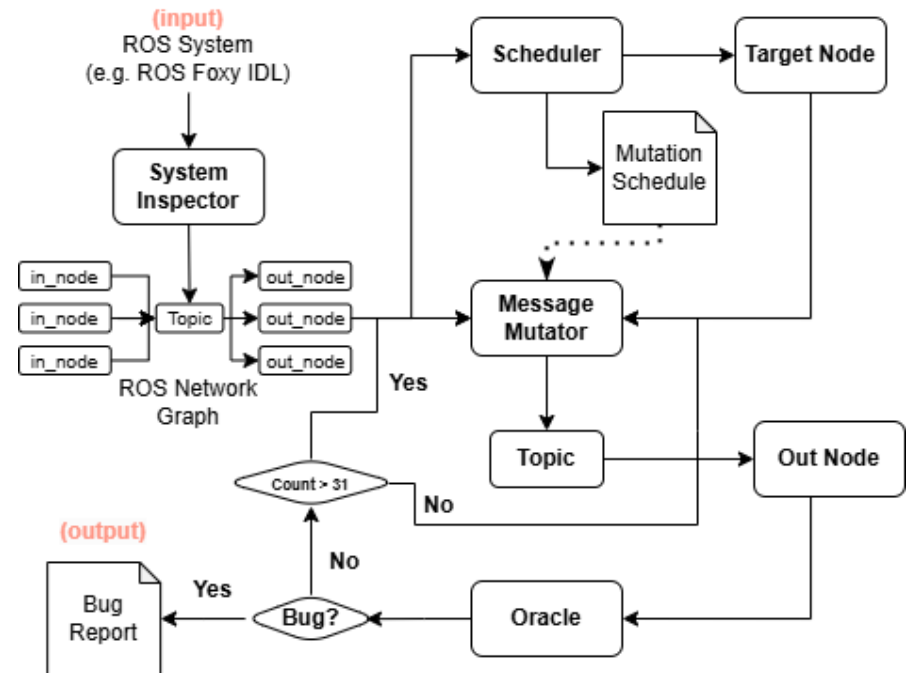 (input)
ROS System
(e.g. ROS Foxy IDL)
Scheduler
Target Node
Mutation
Schedule
System
Inspector
in_node
out_node
in_node
Topic
out_node
in_node
out_node
ROS Network
Graph
Message
Mutator
Yes
Topic
Out Node
Count > 31
No
(output)
No
Yes
Bug
Report
Bug?
Oracle